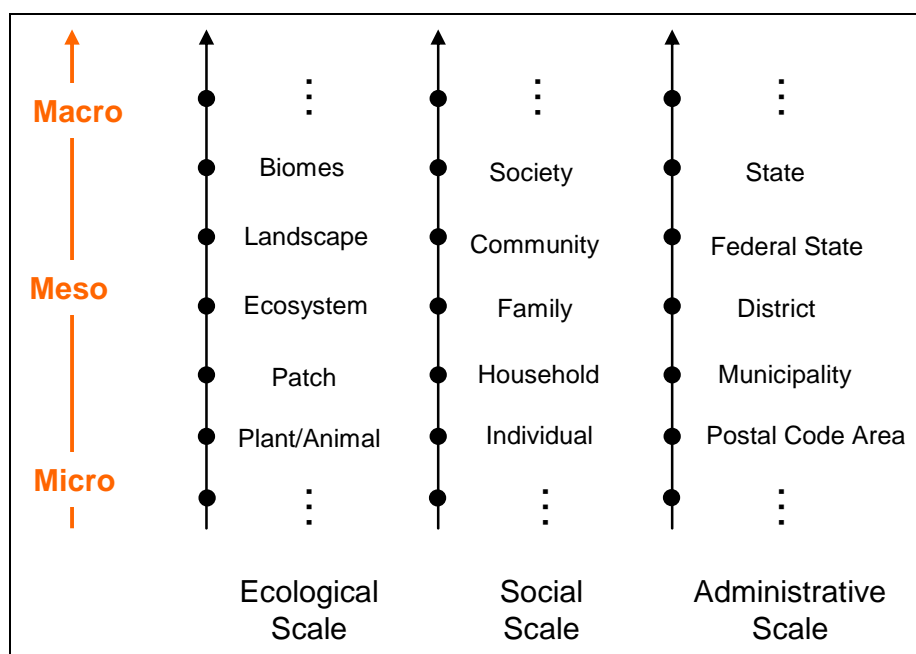 Macro
Meso
Micro
⋮
Biomes
Landscape
Ecosystem
Patch
Plant/Animal
⋮
Ecological
Scale
⋮
Society
Community
Family
Household
Individual
⋮
Social
Scale
⋮
State
Federal State
District
Municipality
Postal Code Area
⋮
Administrative
Scale